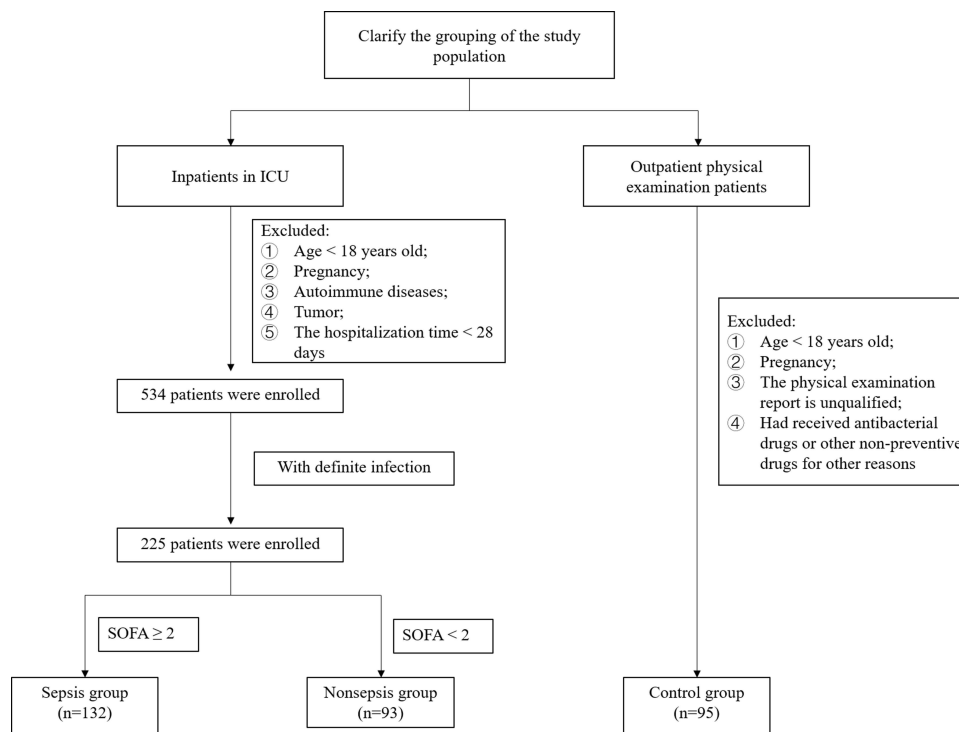 Clarify the grouping of the study
population
Inpatients in ICU
Outpatient physical
examination patients
Excluded:
① Age < 18 years old;
② Pregnancy;
③ Autoimmune diseases;
④ Tumor;
⑤ The hospitalization time < 28
days
Excluded:
① Age < 18 years old;
② Pregnancy;
③ The physical examination
report is unqualified;
④ Had received antibacterial
drugs or other non-preventive
drugs for other reasons
534 patients were enrolled
With definite infection
225 patients were enrolled
SOFA ≥ 2
SOFA < 2
Sepsis group
(n=132)
Nonsepsis group
(n=93)
Control group
(n=95)